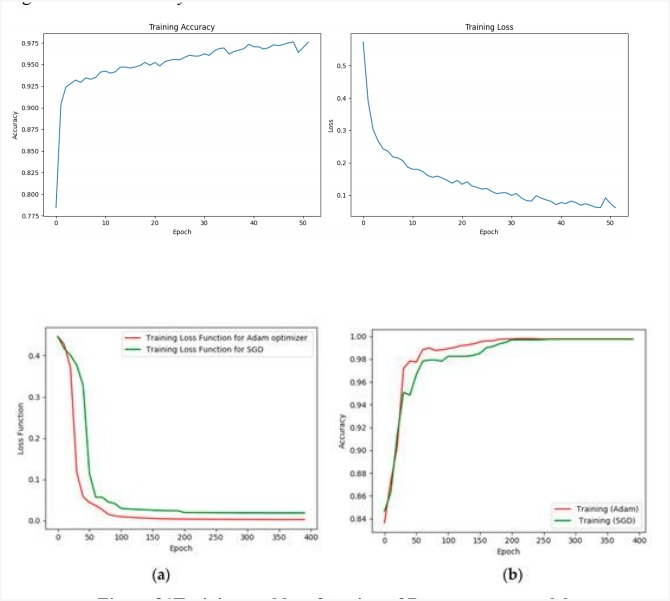 Training Accuracy
Training Loss
0.975
0.950
0.925
0.900
0.875
0.850
0.825
0.800
0.775
Accuracy
0 10 20 30 40 50
Epoch
0.5
0.4
0.3
0.2
0.1
Loss
0 10 20 30 40 50
Epoch
Training Loss Function for Adam optimizer
Training Loss Function for SGD
0.4
0.3
0.2
0.1
0.0
Loss Function
0 50 100 150 200 250 300 350 400
Epoch
(a)
1.00
0.98
0.96
0.94
0.92
0.90
0.88
0.86
0.84
Accuracy
Training (Adam)
Training (SGD)
0 50 100 150 200 250 300 350 400
Epoch
(b)